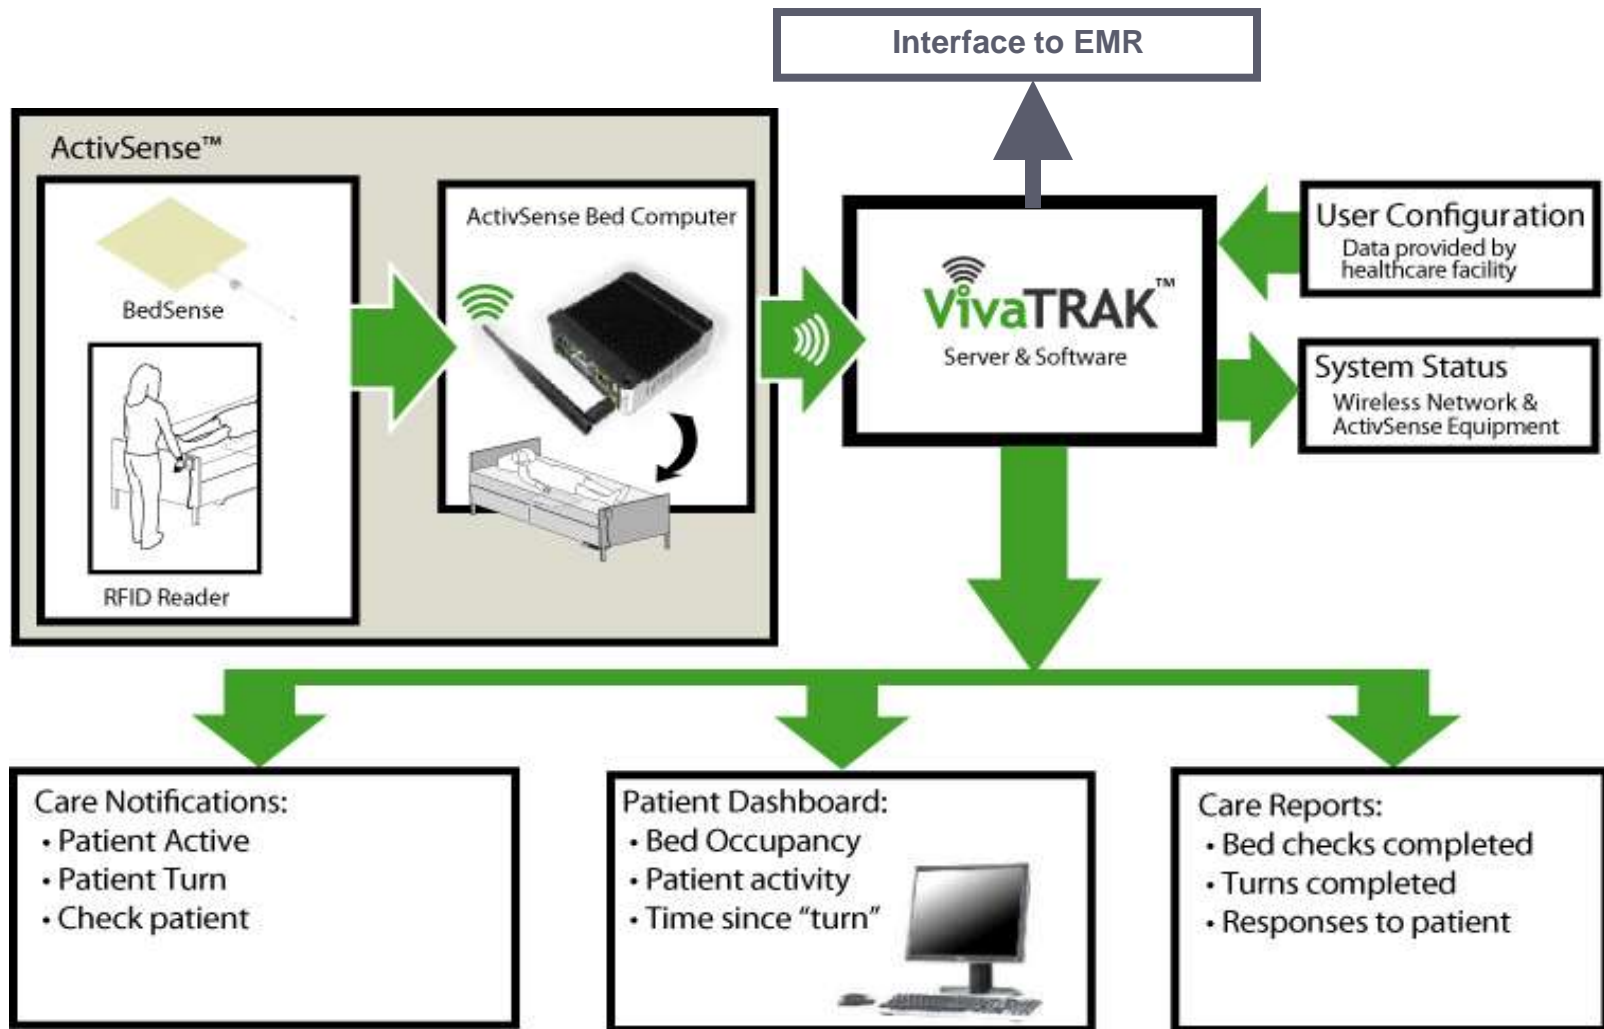 Interface to EMR
ActivSense™
BedSense
RFID Reader
ActivSense Bed Computer
VivaTRAK™
Server & Software
User Configuration
Data provided by
healthcare facility
System Status
Wireless Network &
ActivSense Equipment
Care Notifications:
• Patient Active
• Patient Turn
• Check patient
Patient Dashboard:
• Bed Occupancy
• Patient activity
• Time since “turn”
Care Reports:
• Bed checks completed
• Turns completed
• Responses to patient